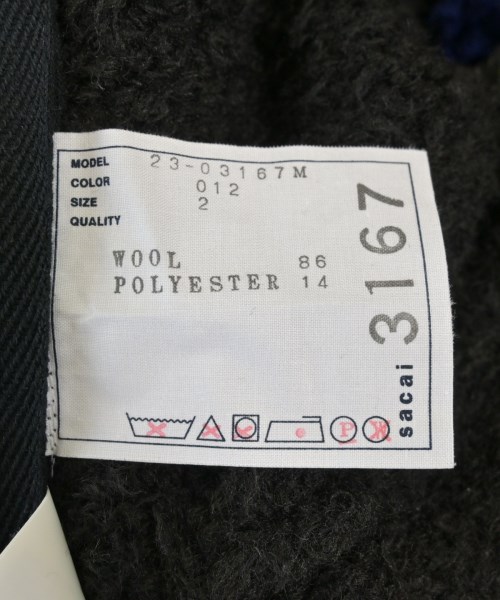 MODEL 23-03167M
COLOR 012
SIZE 2
QUALITY
WOOL 86
POLYESTER 14
P
sacai 3167